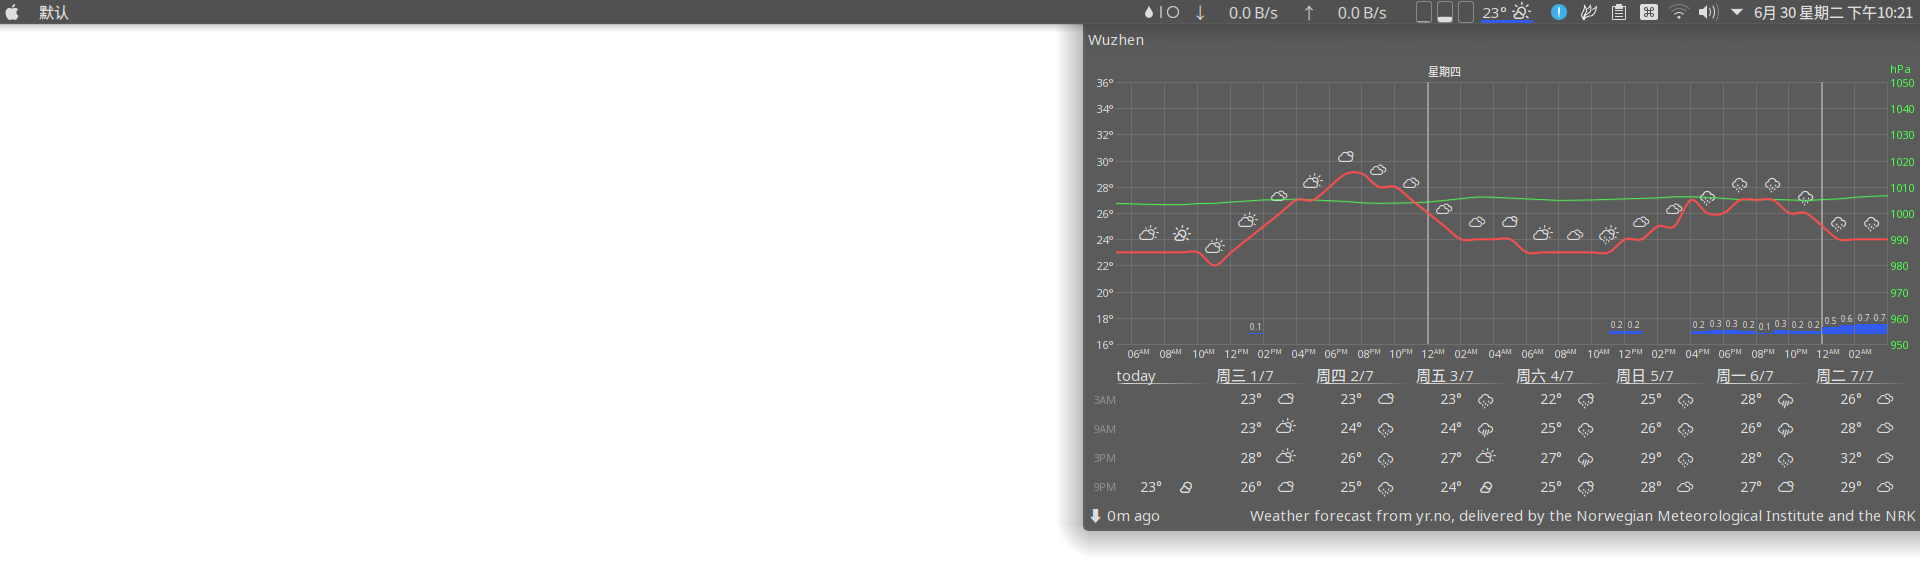 默认 ↓ 0.0 B/s ↑ 0.0 B/s 23° 6月 30 星期二 下午10:21
Wuzhen
星期四 hPa
36° 1050
34° 1040
32° 1030
30° 1020
28° 1010
26° 1000
24° 990
22° 980
20° 970
18° 960
16° 950
0.1 0.2 0.2 0.2 0.3 0.3 0.2 0.1 0.3 0.2 0.2 0.5 0.6 0.7 0.7
06AM 08AM 10AM 12PM 02PM 04PM 06PM 08PM 10PM 12AM 02AM 04AM 06AM 08AM 10AM 12PM 02PM 04PM 06PM 08PM 10PM 12AM 02AM
today 周三 1/7 周四 2/7 周五 3/7 周六 4/7 周日 5/7 周一 6/7 周二 7/7
3AM 23° 23° 23° 22° 25° 28° 26°
9AM 23° 24° 24° 25° 26° 26° 28°
3PM 28° 26° 27° 27° 29° 28° 32°
9PM 23° 26° 25° 24° 25° 28° 27° 29°
0m ago Weather forecast from yr.no, delivered by the Norwegian Meteorological Institute and the NRK